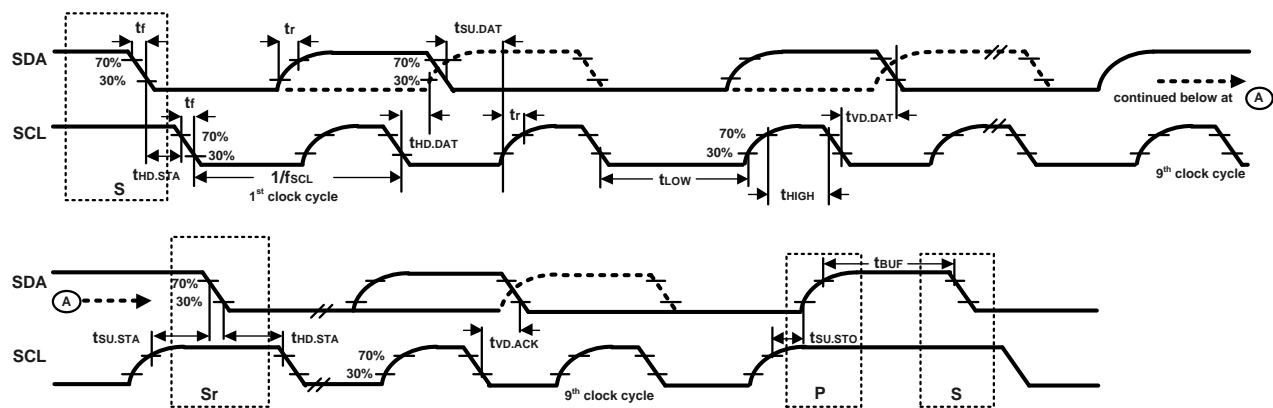 tf tr tSU.DAT
SDA 70% 30% 70% 30%
continued below at A
tf tHD.DAT tr tVD.DAT
SCL 70% 30% 70% 30%
tHD.STA 1/fSCL tLOW tHIGH
S 1st clock cycle 9th clock cycle
SDA 70% 30% tBUF
A
tSU.STA tHD.STA tVD.ACK tSU.STO
SCL 70% 30%
Sr 9th clock cycle P S